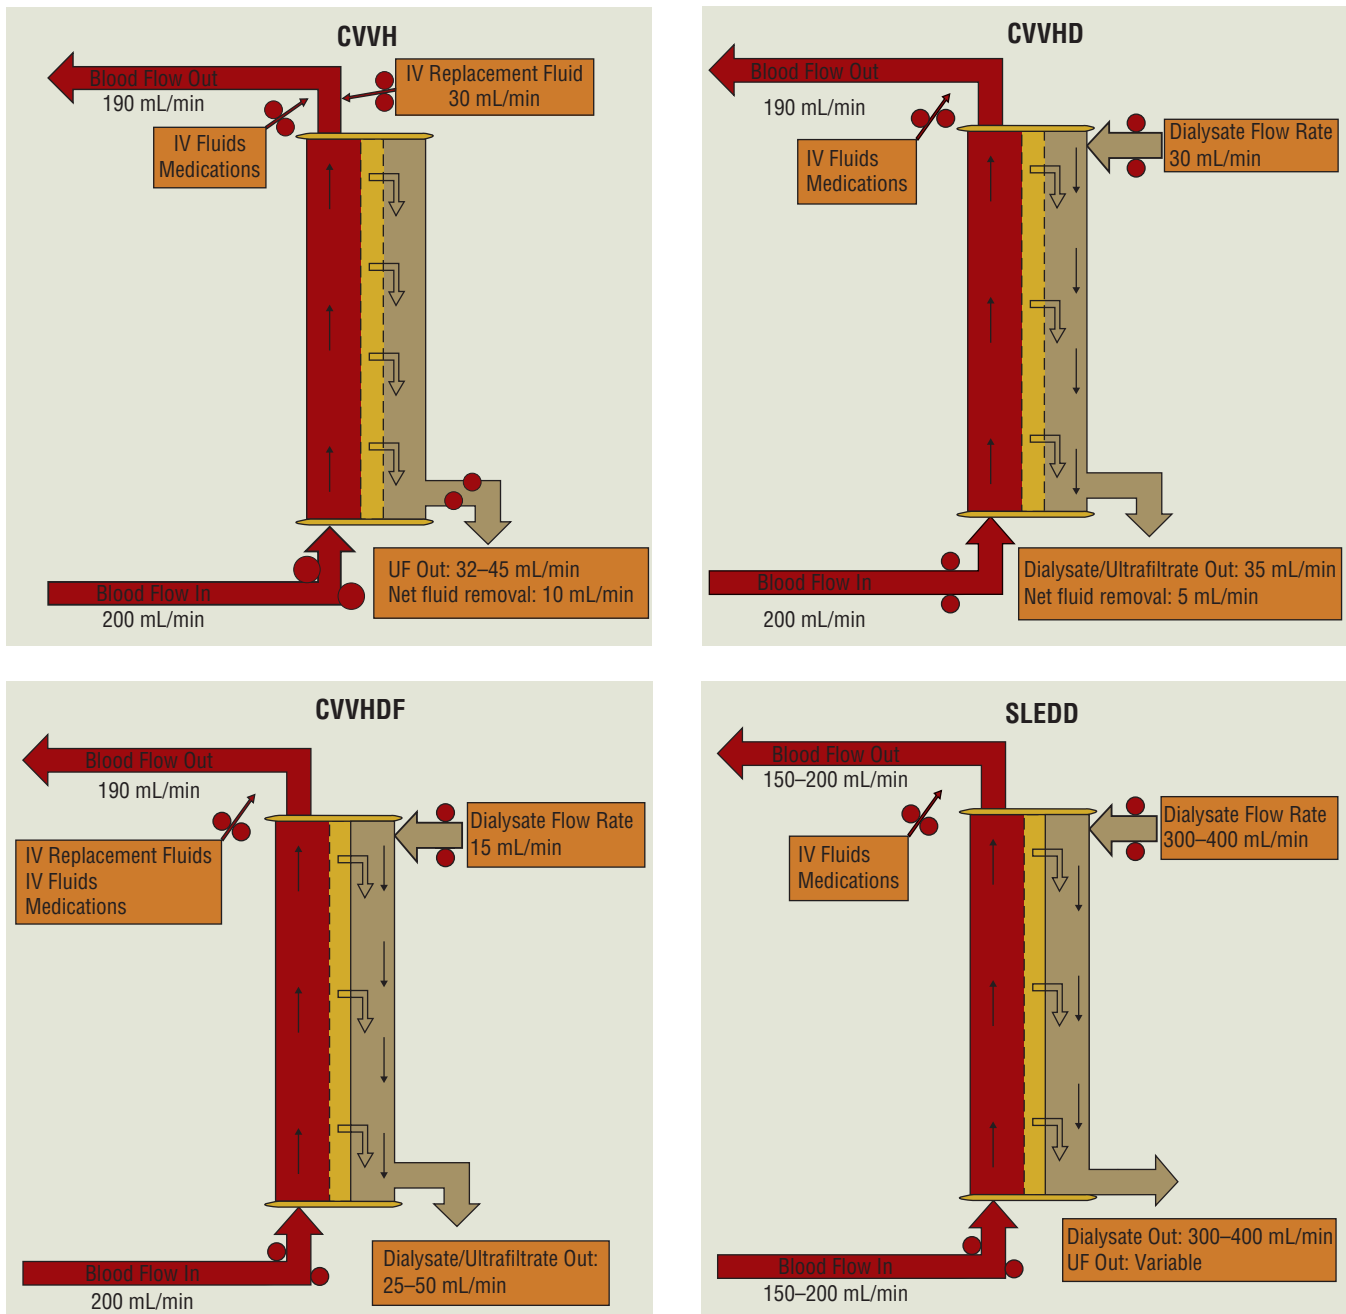 CVVH
Blood Flow Out
190 mL/min
IV Replacement Fluid
30 mL/min
IV Fluids
Medications
UF Out: 32–45 mL/min
Net fluid removal: 10 mL/min
Blood Flow In
200 mL/min
CVVHD
Blood Flow Out
190 mL/min
Dialysate Flow Rate
30 mL/min
IV Fluids
Medications
Dialysate/Ultrafiltrate Out: 35 mL/min
Net fluid removal: 5 mL/min
Blood Flow In
200 mL/min
CVVHDF
Blood Flow Out
190 mL/min
Dialysate Flow Rate
15 mL/min
IV Replacement Fluids
IV Fluids
Medications
Dialysate/Ultrafiltrate Out:
25–50 mL/min
Blood Flow In
200 mL/min
SLEDD
Blood Flow Out
150–200 mL/min
Dialysate Flow Rate
300–400 mL/min
IV Fluids
Medications
Dialysate Out: 300–400 mL/min
UF Out: Variable
Blood Flow In
150–200 mL/min